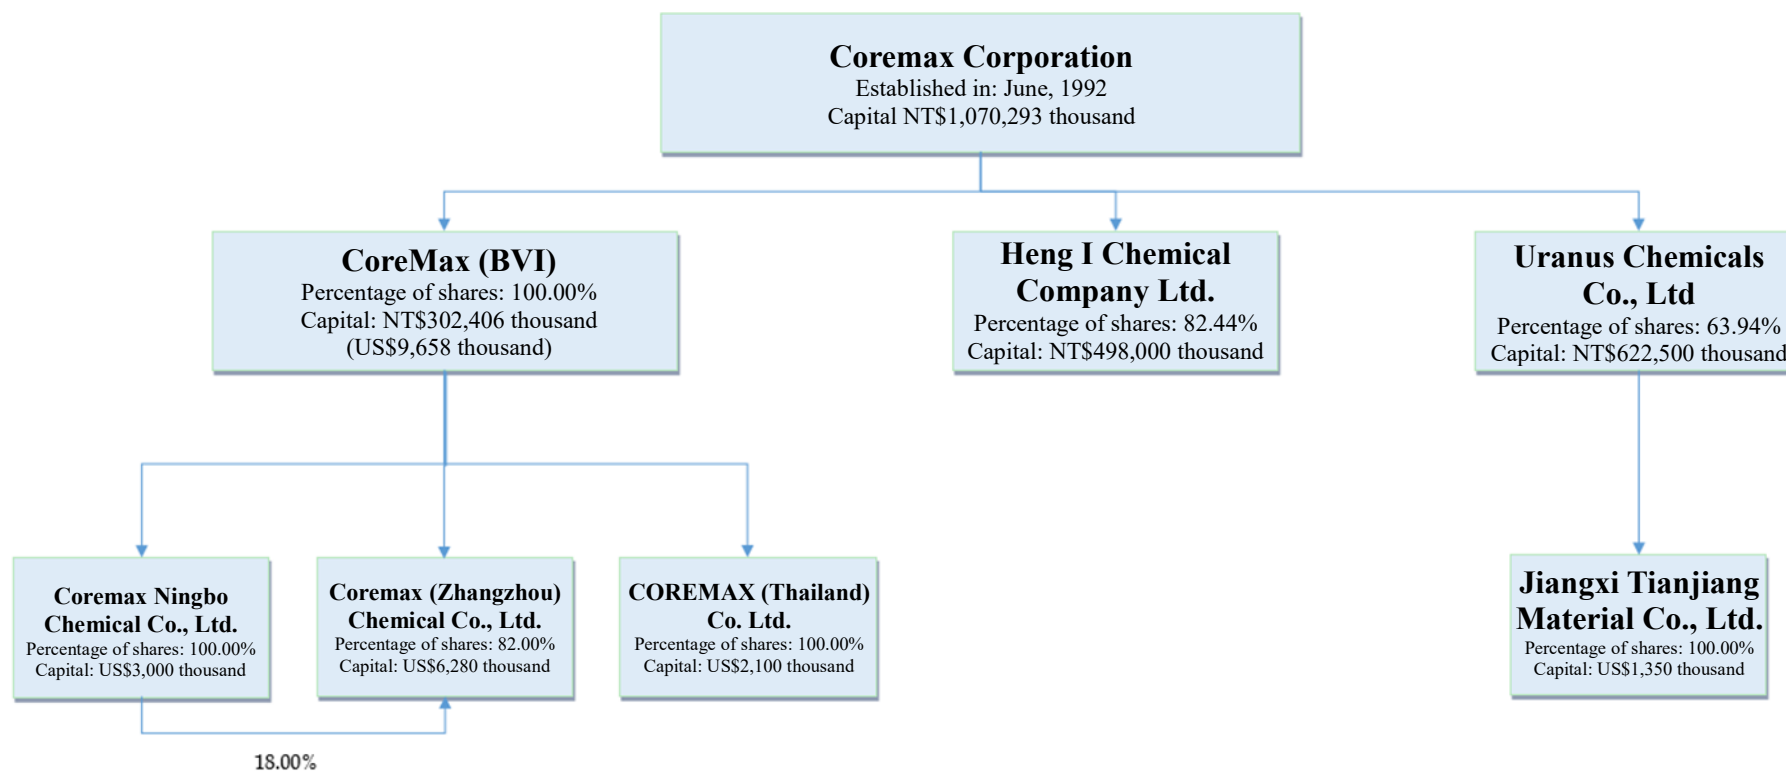 Coremax Corporation
Established in: June, 1992
Capital NT$1,070,293 thousand
CoreMax (BVI)
Percentage of shares: 100.00%
Capital: NT$302,406 thousand
(US$9,658 thousand)
Heng I Chemical
Company Ltd.
Percentage of shares: 82.44%
Capital: NT$498,000 thousand
Uranus Chemicals
Co., Ltd
Percentage of shares: 63.94%
Capital: NT$622,500 thousand
Coremax Ningbo
Chemical Co., Ltd.
Percentage of shares: 100.00%
Capital: US$3,000 thousand
Coremax (Zhangzhou)
Chemical Co., Ltd.
Percentage of shares: 82.00%
Capital: US$6,280 thousand
COREMAX (Thailand)
Co. Ltd.
Percentage of shares: 100.00%
Capital: US$2,100 thousand
Jiangxi Tianjiang
Material Co., Ltd.
Percentage of shares: 100.00%
Capital: US$1,350 thousand
18.00%